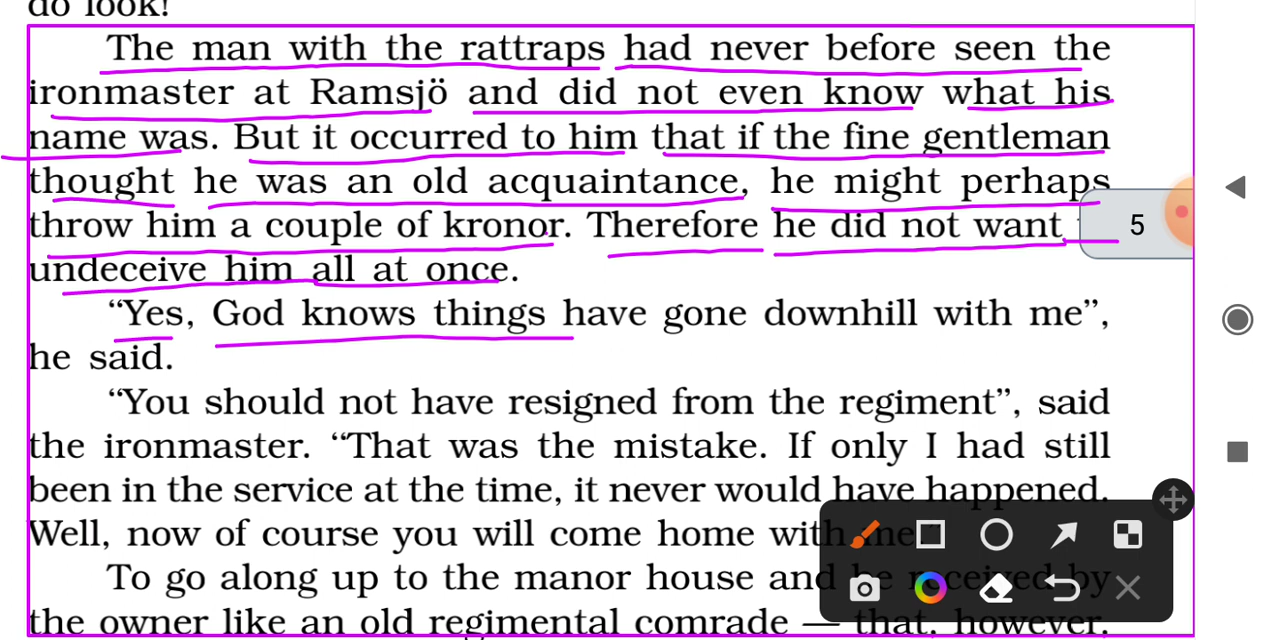 do look!
The man with the rattraps had never before seen the
ironmaster at Ramsjö and did not even know what his
name was. But it occurred to him that if the fine gentleman
thought he was an old acquaintance, he might perhaps
throw him a couple of kronor. Therefore he did not want
5
undeceive him all at once.
“Yes, God knows things have gone downhill with me”,
he said.
“You should not have resigned from the regiment”, said
the ironmaster. “That was the mistake. If only I had still
been in the service at the time, it never would have happened.
Well, now of course you will come home with me.”
To go along up to the manor house and be received by
the owner like an old regimental comrade — that, however,